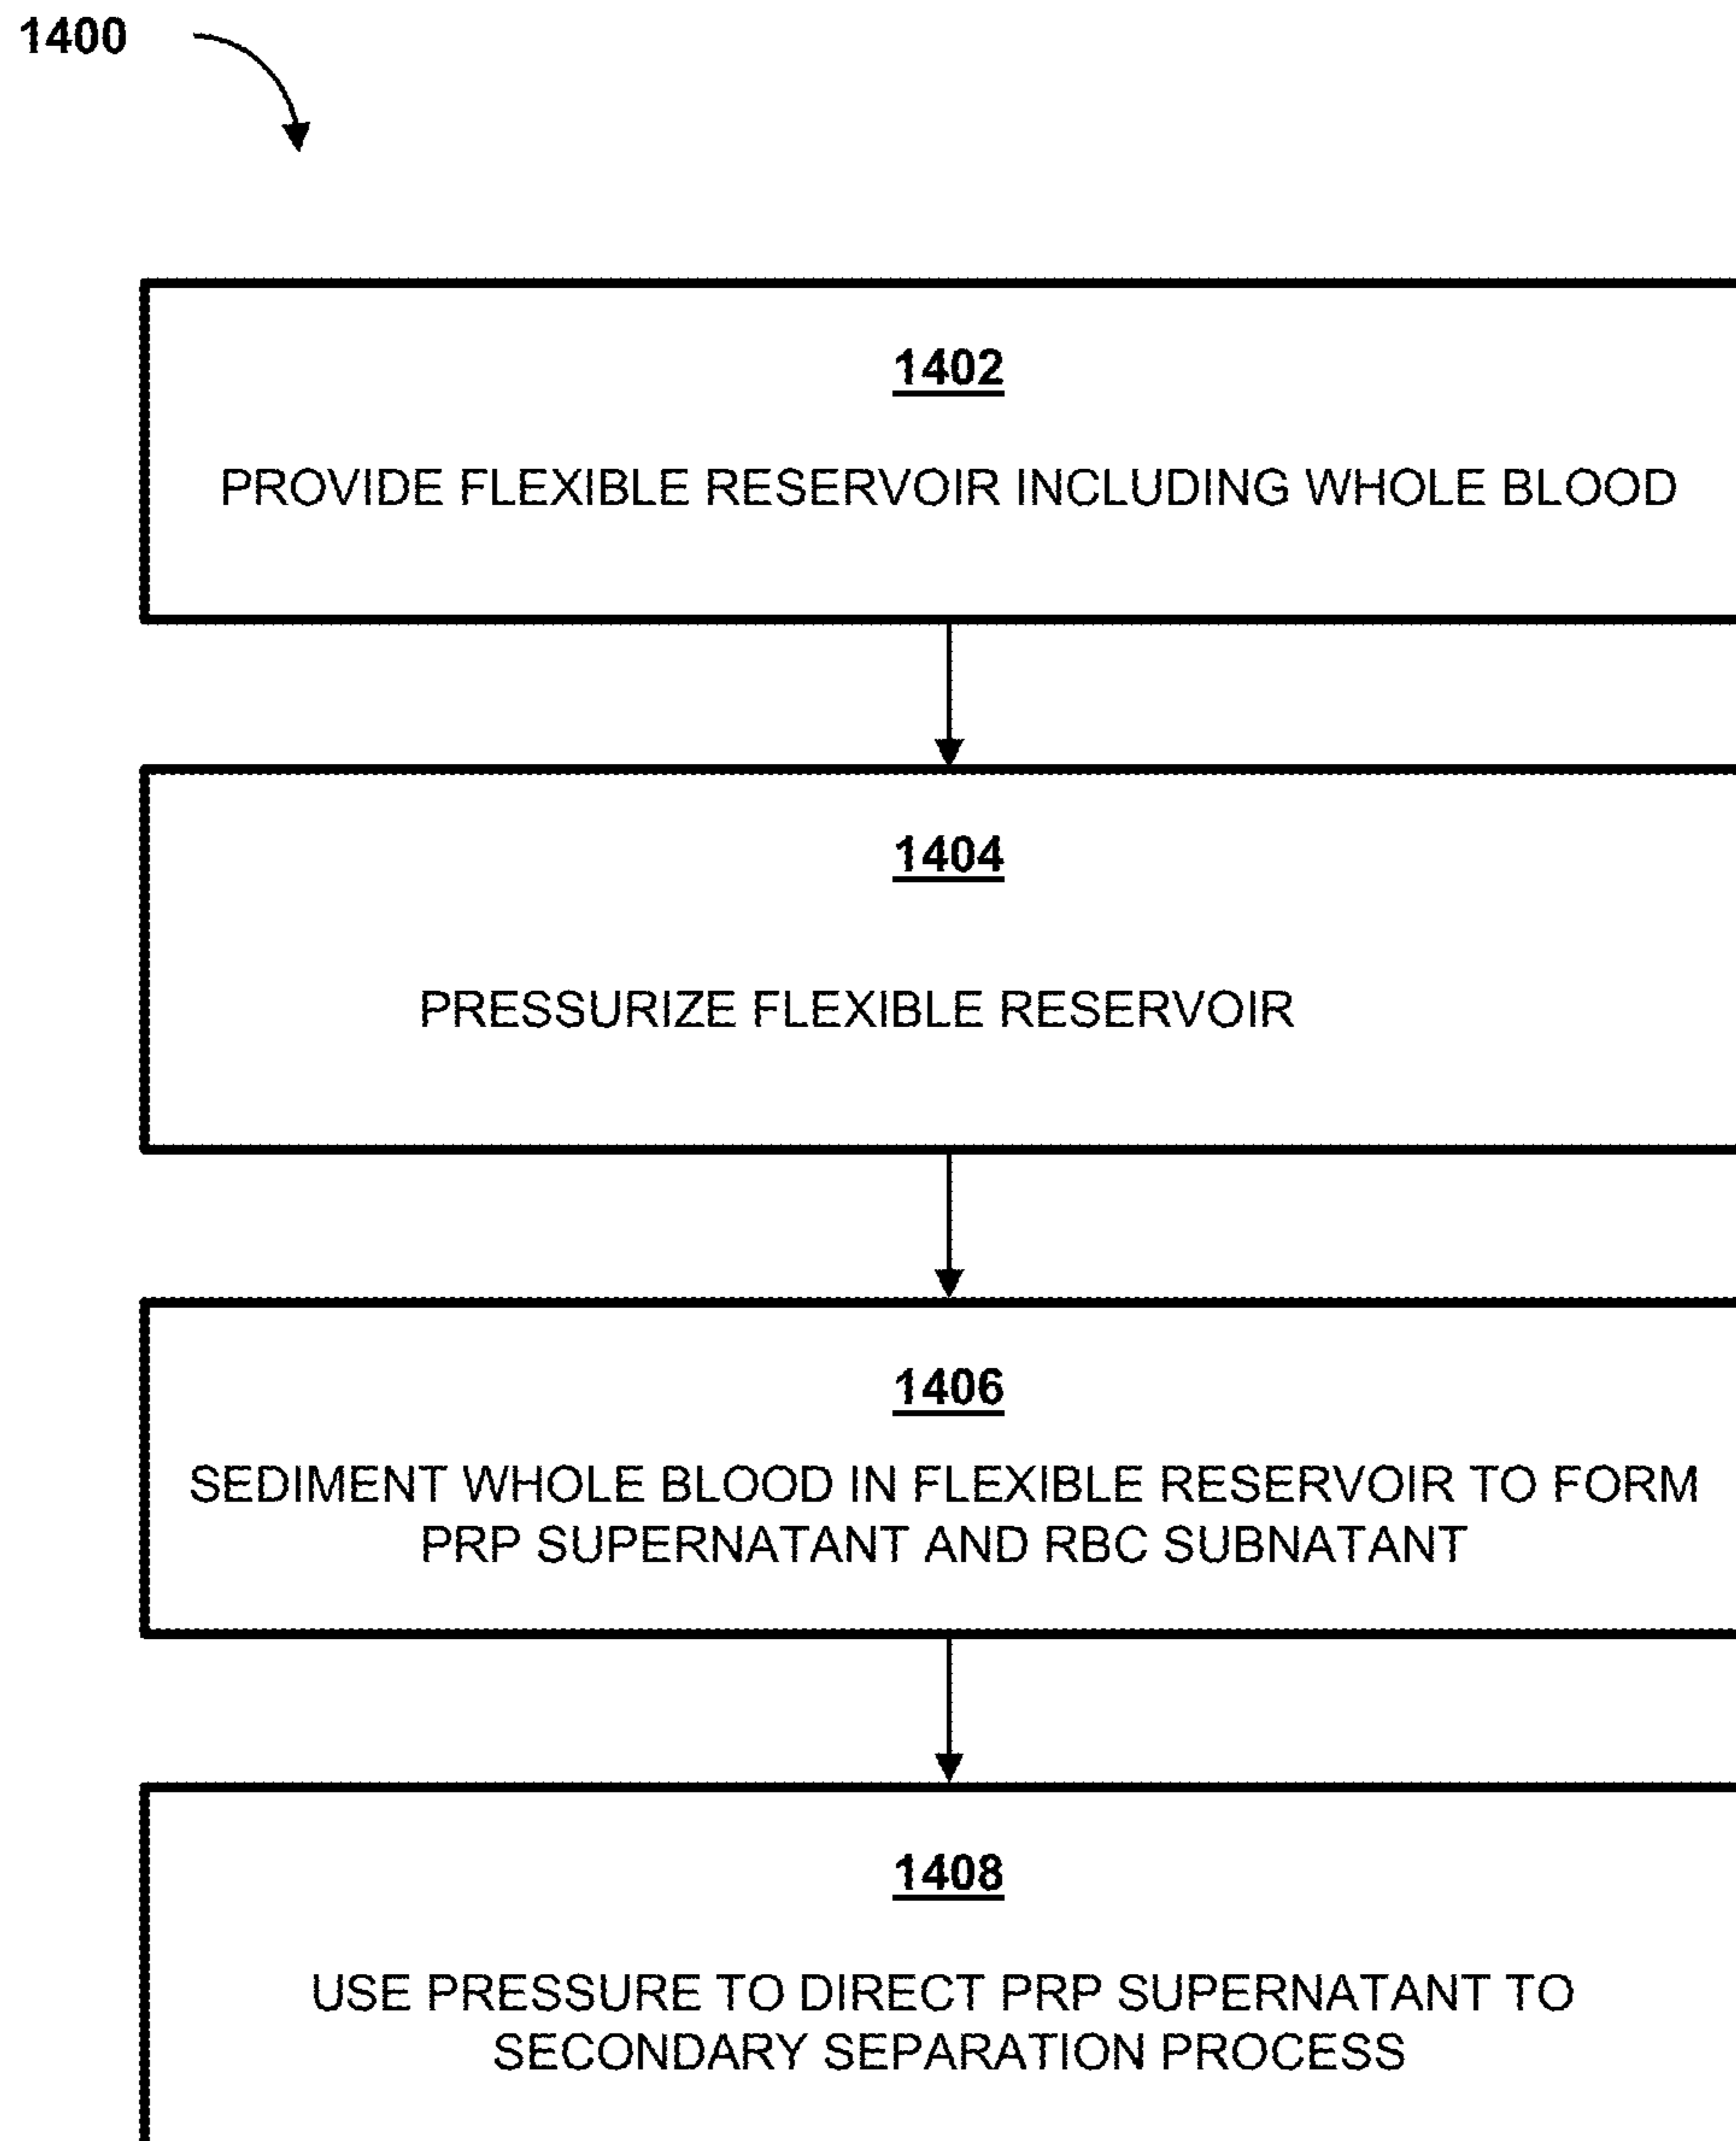 1400
1402
PROVIDE FLEXIBLE RESERVOIR INCLUDING WHOLE BLOOD
1404
PRESSURIZE FLEXIBLE RESERVOIR
1406
SEDIMENT WHOLE BLOOD IN FLEXIBLE RESERVOIR TO FORM
PRP SUPERNATANT AND RBC SUBNATANT
1408
USE PRESSURE TO DIRECT PRP SUPERNATANT TO
SECONDARY SEPARATION PROCESS